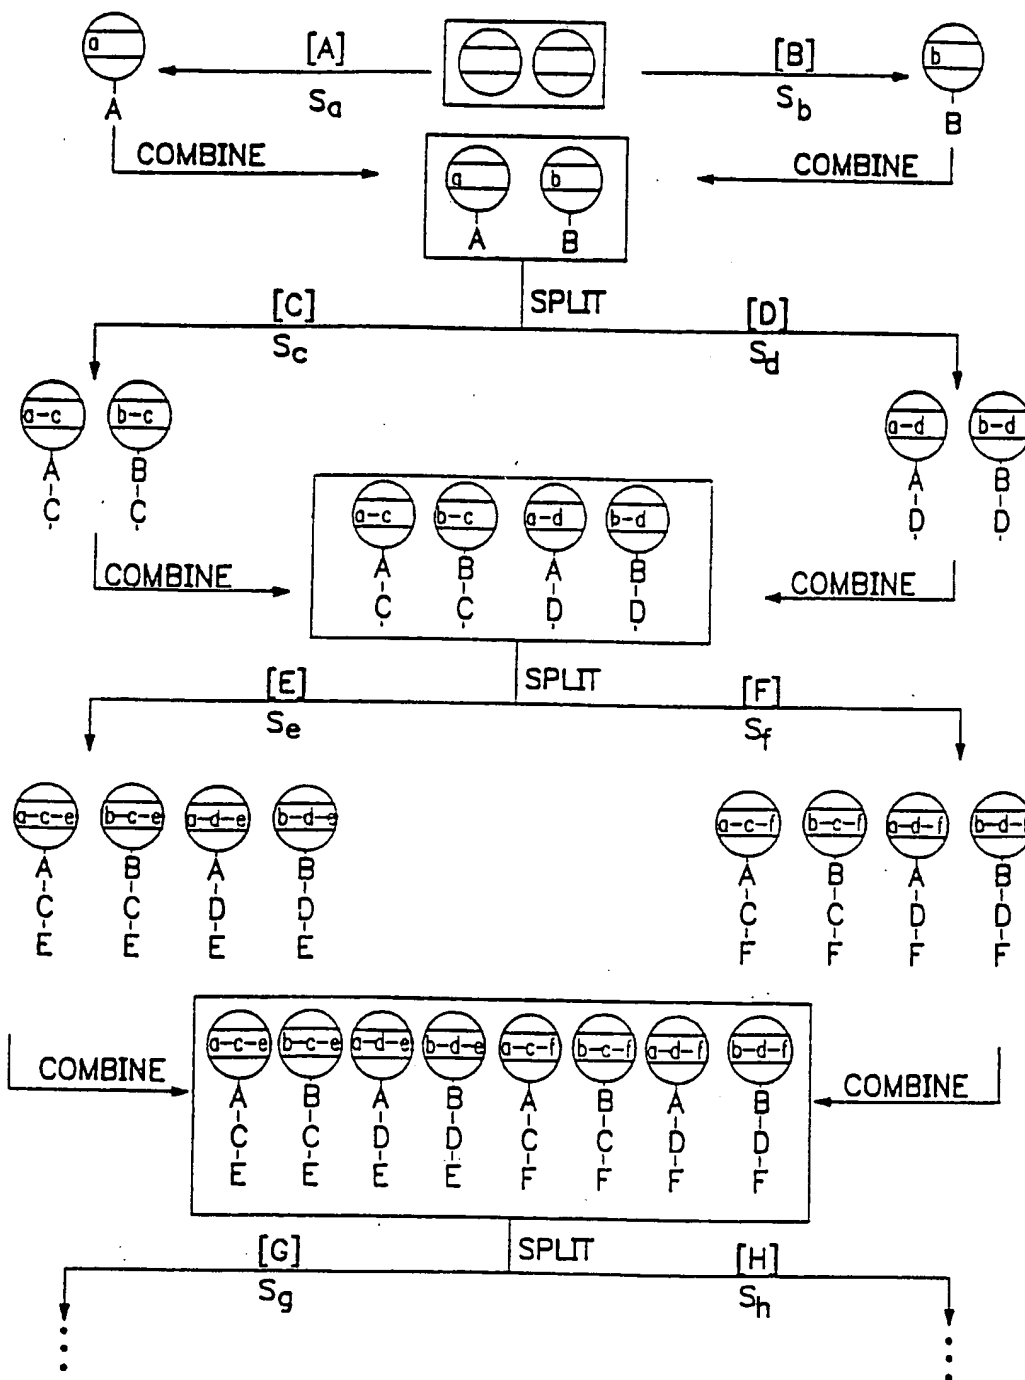 a [A] [B] b
Sa Sb
A B
COMBINE a b COMBINE
A B
SPLIT
[C] [D]
Sc Sd
a-c b-c a-d b-d
A B A B
C C D D
a-c b-c a-d b-d
COMBINE COMBINE
A B A B
C C D D
SPLIT
[E] [F]
Se Sf
a-c-e b-c-e a-d-e b-d-e a-c-f b-c-f a-d-f b-d-f
A B A B A B A B
C C D D C C D D
E E E E F F F F
a-c-e b-c-e a-d-e b-d-e a-c-f b-c-f a-d-f b-d-f
COMBINE COMBINE
A B A B A B A B
C C D D C C D D
E E E E F F F F
SPLIT
[G] [H]
Sg Sh